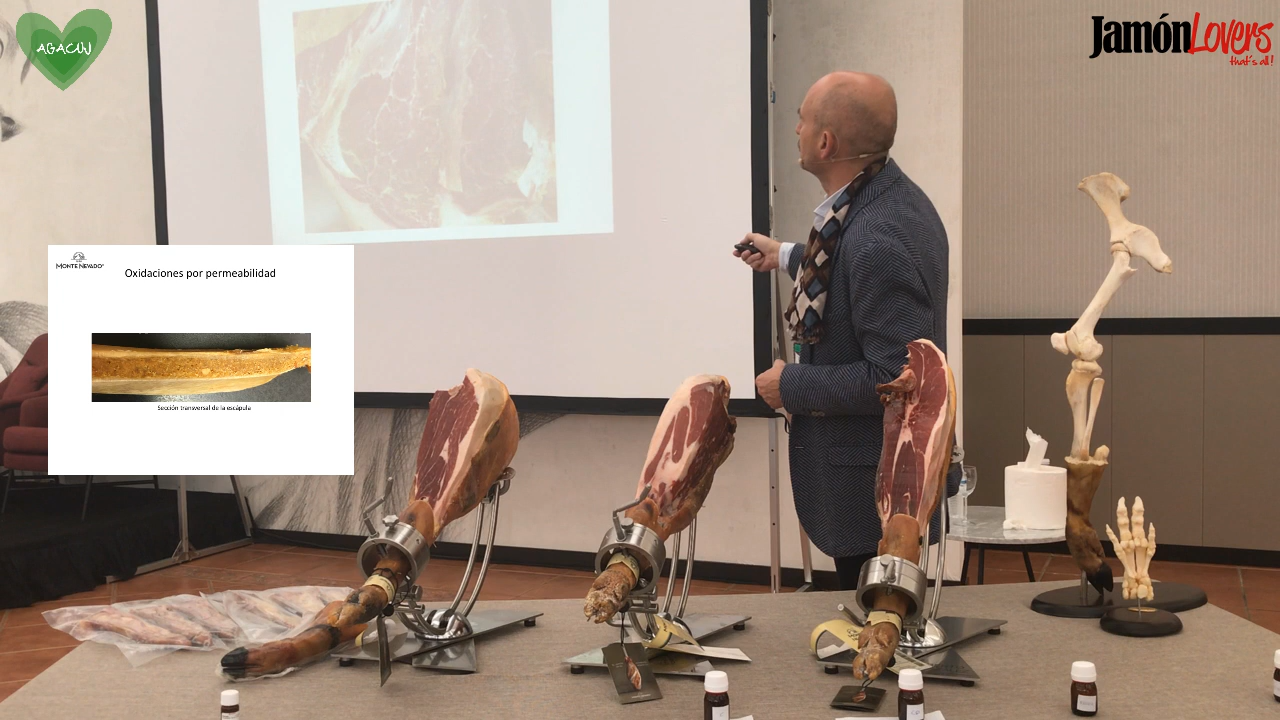 AGACUJ
JamónLovers
that's all!
MONTE NEVADO
Oxidaciones por permeabilidad
Sección transversal de la escápula